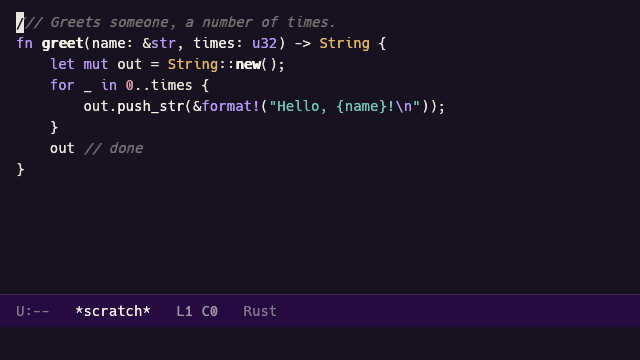 /// Greets someone, a number of times.
fn greet(name: &str, times: u32) -> String {
    let mut out = String::new();
    for _ in 0..times {
        out.push_str(&format!("Hello, {name}!\n"));
    }
    out // done
}
U:--   *scratch*   L1 C0   Rust